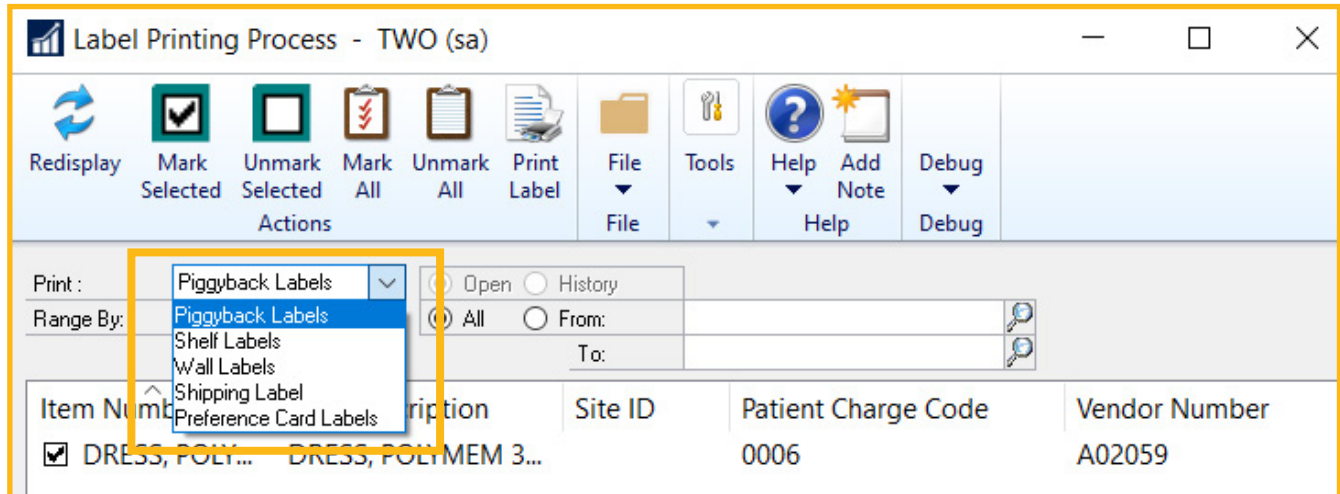 Label Printing Process - TWO (sa)
Redisplay
Mark Selected
Unmark Selected
Mark All
Unmark All
Print Label
File
Tools
Help
Add Note
Debug
Actions
File
Help
Debug
Print :
Piggyback Labels
Open
History
Range By:
All
From:
To:
Piggyback Labels
Shelf Labels
Wall Labels
Shipping Label
Preference Card Labels
Site ID
Patient Charge Code
Vendor Number
Item
DRESS, POLY...
DRESS, POLYMEM 3...
0006
A02059